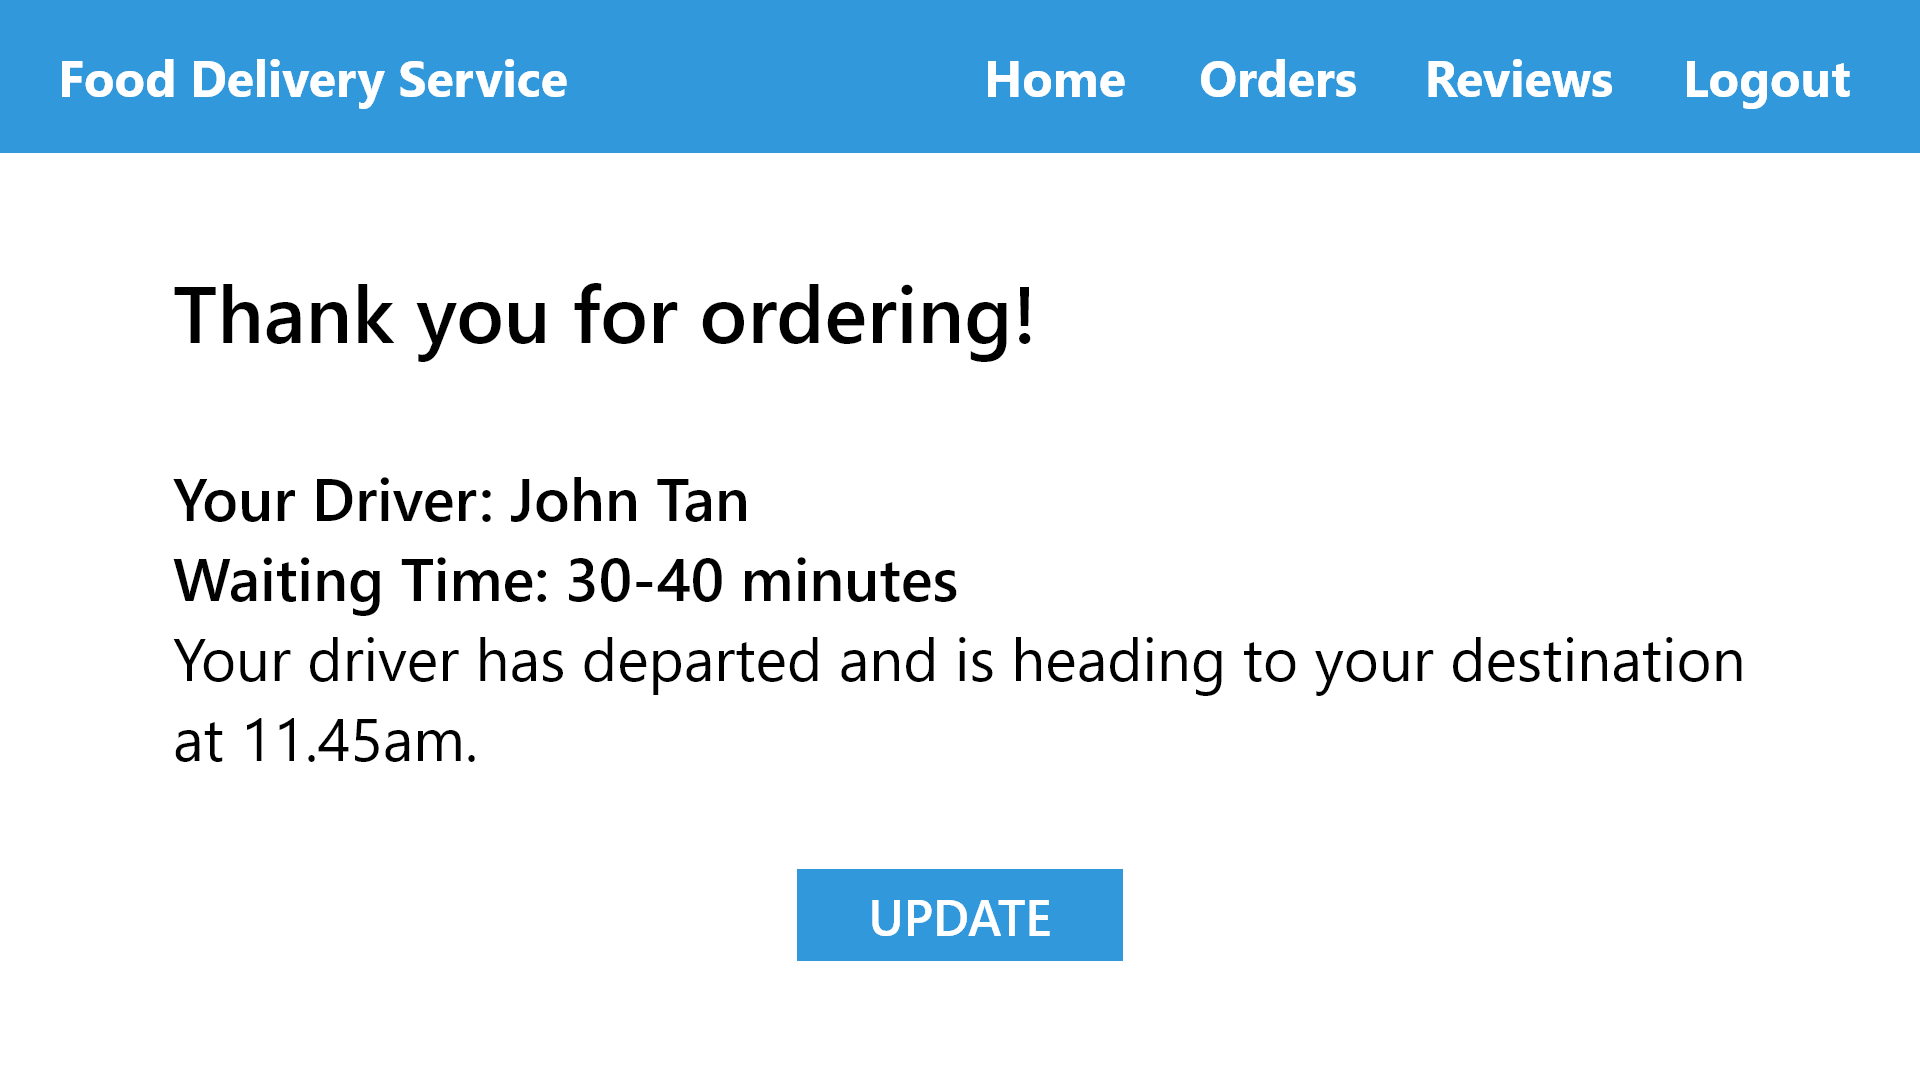 Food Delivery Service Home Orders Reviews Logout
Thank you for ordering!
Your Driver: John Tan
Waiting Time: 30-40 minutes
Your driver has departed and is heading to your destination
at 11.45am.
UPDATE